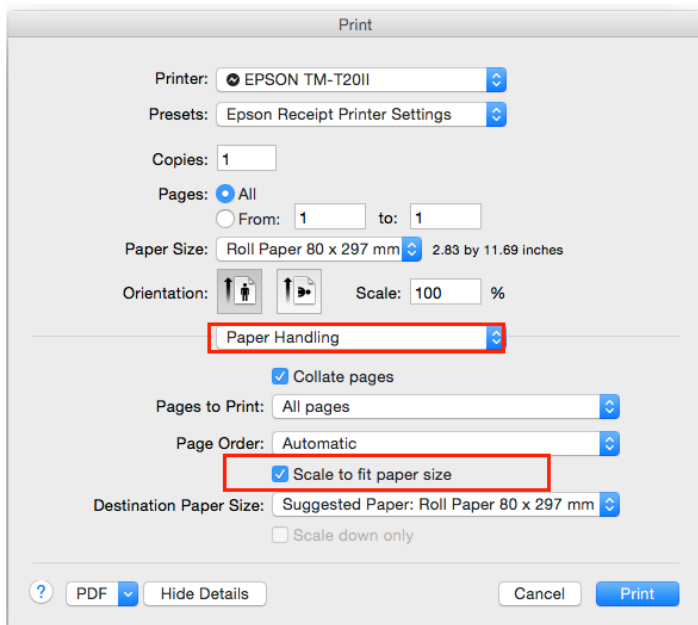 Print
Printer: EPSON TM-T20II
Presets: Epson Receipt Printer Settings
Copies: 1
Pages: All
From: 1 to: 1
Paper Size: Roll Paper 80 x 297 mm 2.83 by 11.69 inches
Orientation: Scale: 100 %
Paper Handling
Collate pages
Pages to Print: All pages
Page Order: Automatic
Scale to fit paper size
Destination Paper Size: Suggested Paper: Roll Paper 80 x 297 mm
Scale down only
? PDF Hide Details Cancel Print